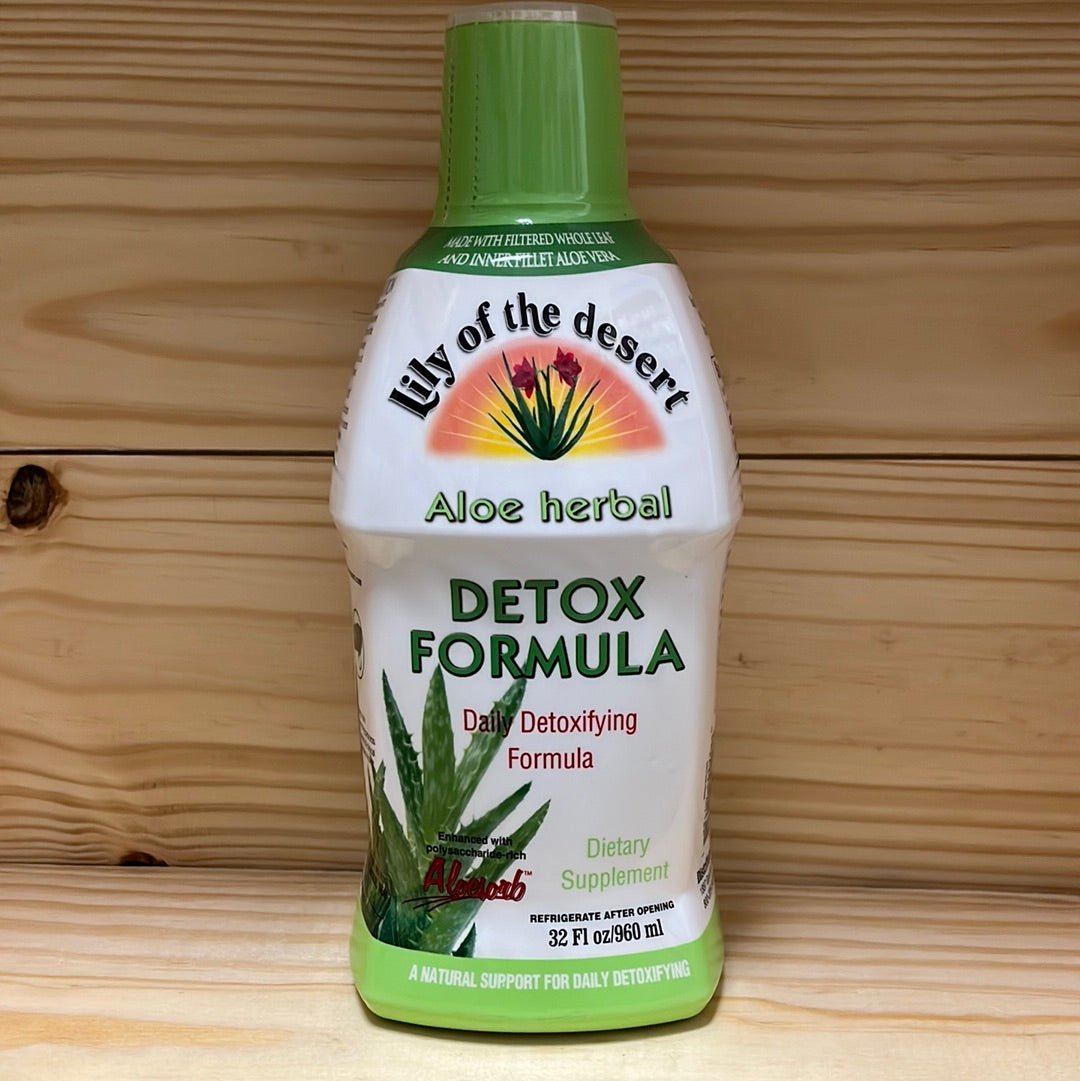 MADE WITH FILTERED WHOLE LEAF
AND INNER FILLET ALOE VERA
Lily of the desert
Aloe herbal
DETOX
FORMULA
Daily Detoxifying
Formula
Enhanced with
polysaccharide-rich
Aloesorb™
Dietary
Supplement
REFRIGERATE AFTER OPENING
32 Fl oz/960 ml
A NATURAL SUPPORT FOR DAILY DETOXIFYING